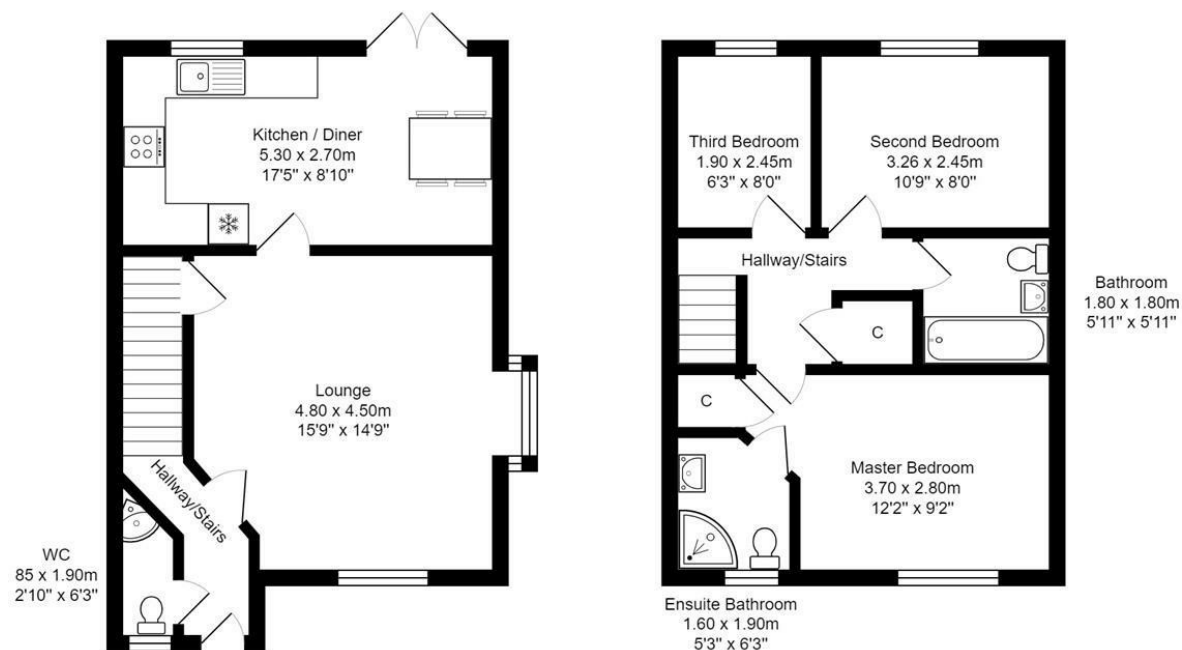 Kitchen / Diner
5.30 x 2.70m
17'5" x 8'10"
Lounge
4.80 x 4.50m
15'9" x 14'9"
Hallway/Stairs
WC
85 x 1.90m
2'10" x 6'3"
Third Bedroom
1.90 x 2.45m
6'3" x 8'0"
Second Bedroom
3.26 x 2.45m
10'9" x 8'0"
Hallway/Stairs
Bathroom
1.80 x 1.80m
5'11" x 5'11"
C
C
Master Bedroom
3.70 x 2.80m
12'2" x 9'2"
Ensuite Bathroom
1.60 x 1.90m
5'3" x 6'3"